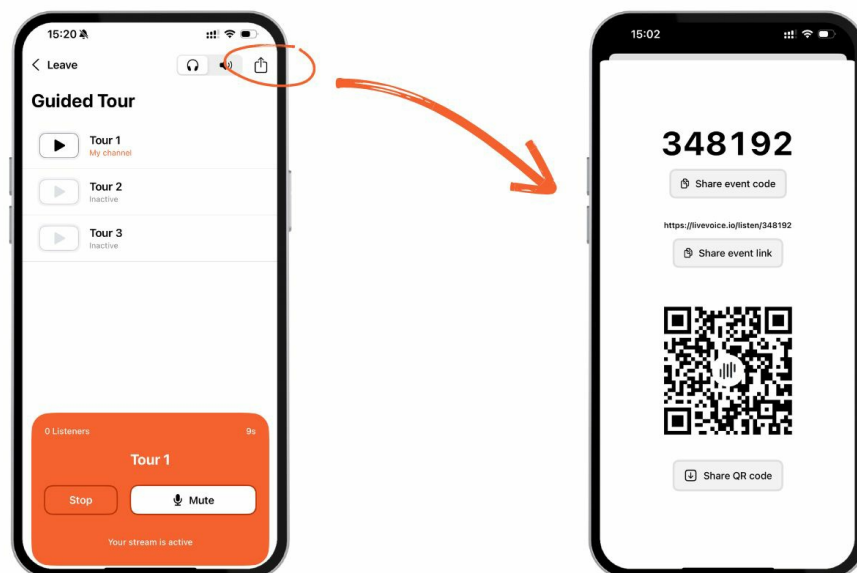 15:20
Leave
Guided Tour
Tour 1
My channel
Tour 2
Inactive
Tour 3
Inactive
0 Listeners
9s
Tour 1
Stop
Mute
Your stream is active
15:02
348192
Share event code
https://livevoice.io/listen/348192
Share event link
Share QR code